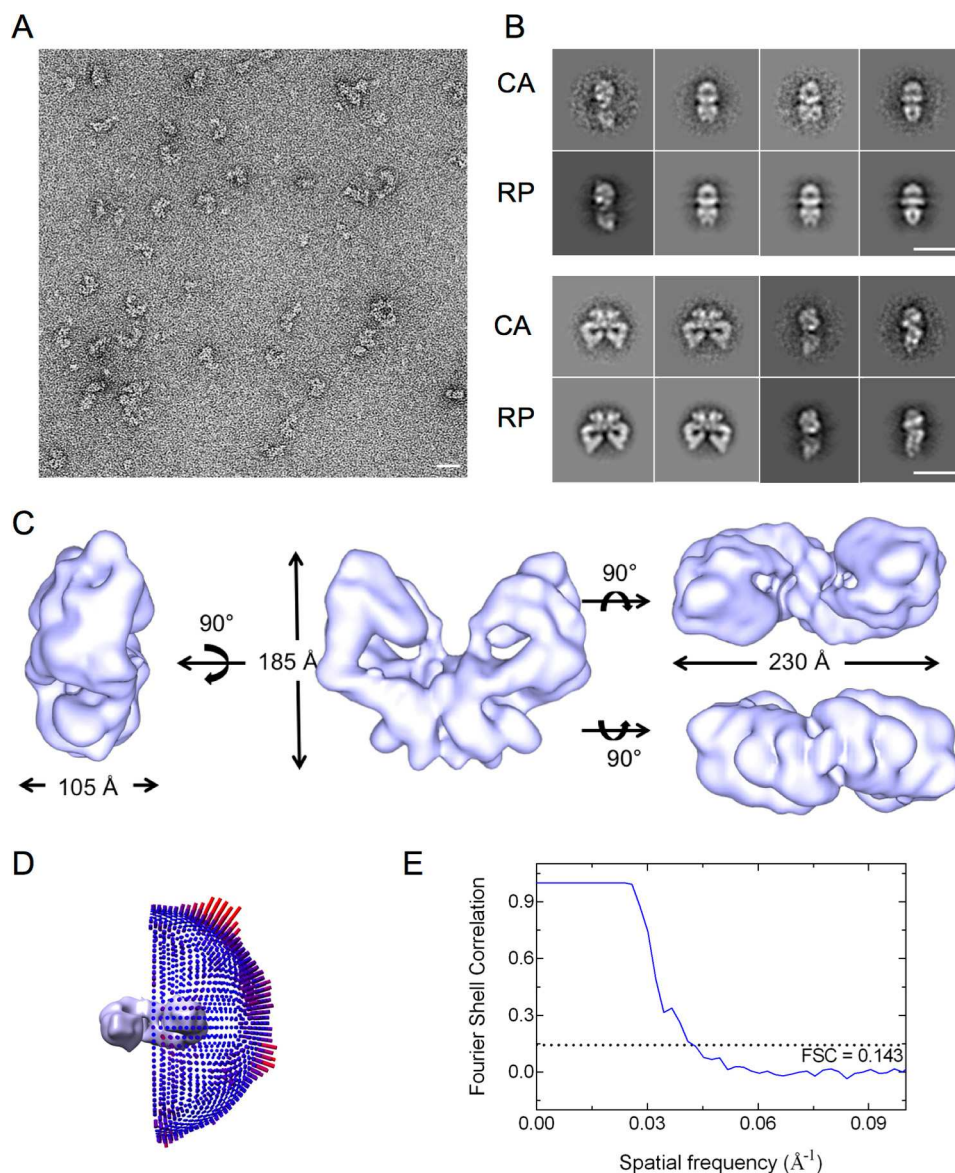 A
B
CA
RP
CA
RP
C
90°
105 Å
185 Å
90°
90°
230 Å
D
E
Fourier Shell Correlation
0.9
0.6
0.3
0.0
FSC = 0.143
0.00
0.03
0.06
0.09
Spatial frequency (Å⁻¹)